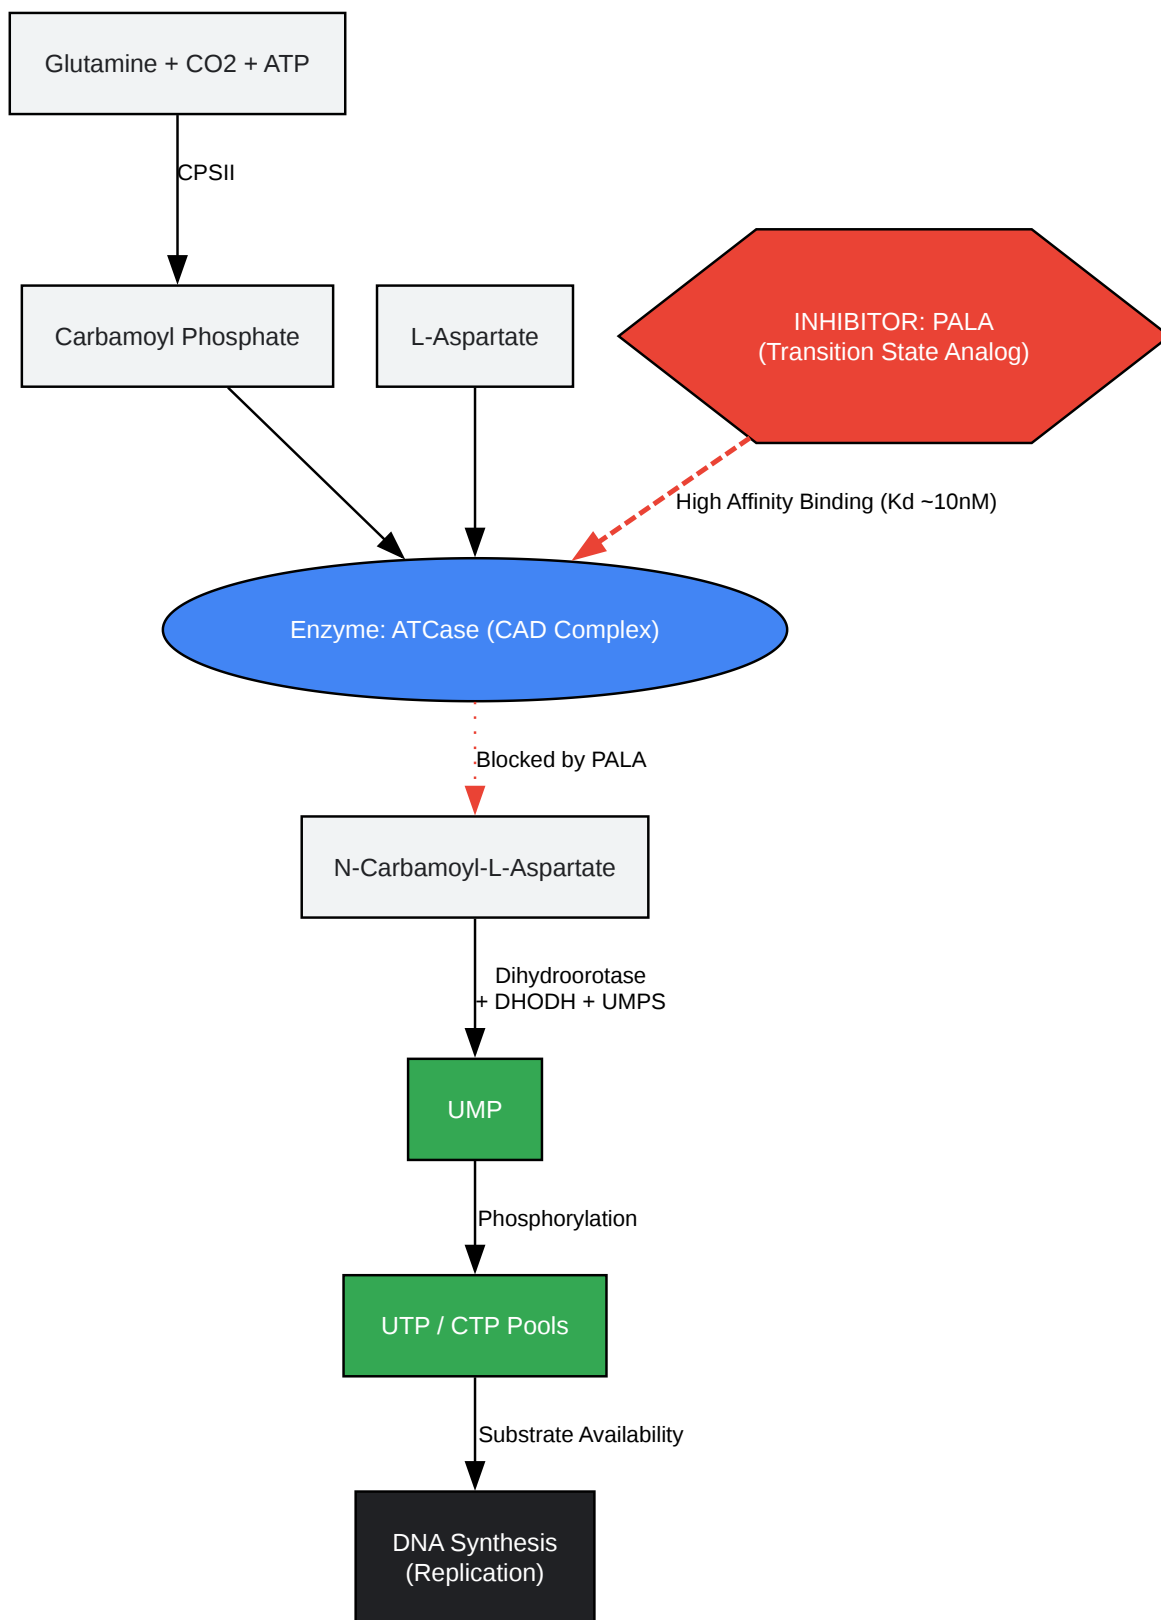 Glutamine + CO2 + ATP
CPSII
Carbamoyl Phosphate
L-Aspartate
INHIBITOR: PALA
(Transition State Analog)
High Affinity Binding (Kd ~10nM)
Enzyme: ATCase (CAD Complex)
Blocked by PALA
N-Carbamoyl-L-Aspartate
Dihydroorotase
+ DHODH + UMPS
UMP
Phosphorylation
UTP / CTP Pools
Substrate Availability
DNA Synthesis
(Replication)